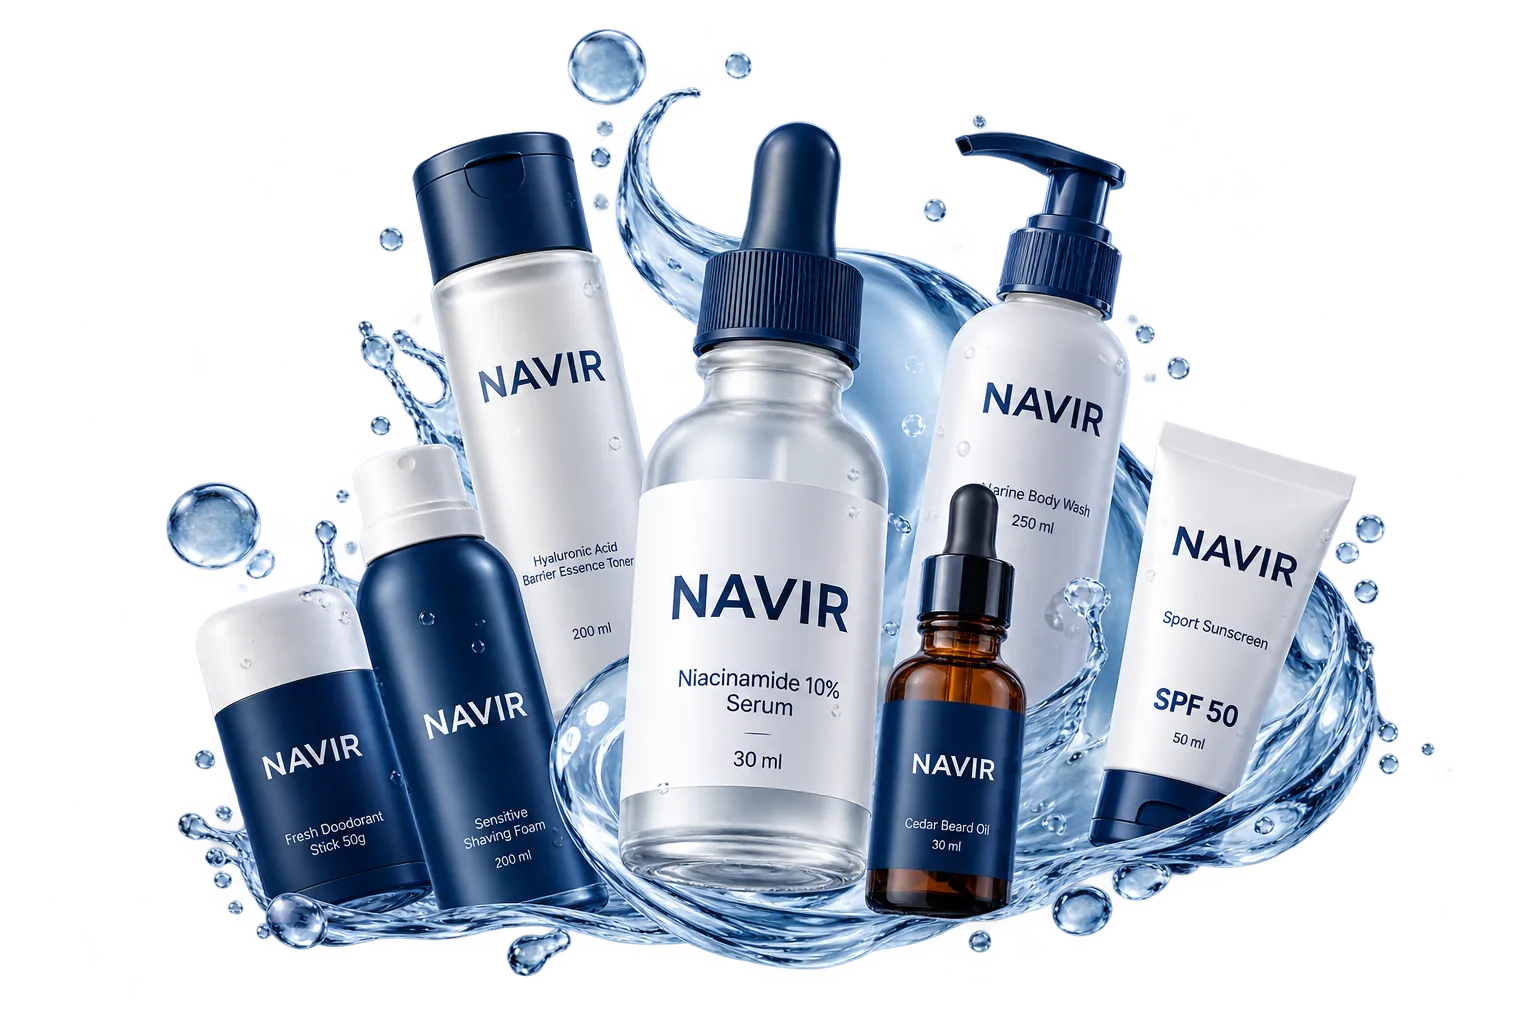 NAVIR
Hyaluronic Acid
Barrier Essence Toner
200 ml
NAVIR
Niacinamide 10%
Serum
30 ml
NAVIR
Marine Body Wash
250 ml
NAVIR
Sport Sunscreen
SPF 50
50 ml
NAVIR
Fresh Doodorant
Stick 50g
NAVIR
Sensitive
Shaving Foam
200 ml
NAVIR
Cedar Beard Oil
30 ml